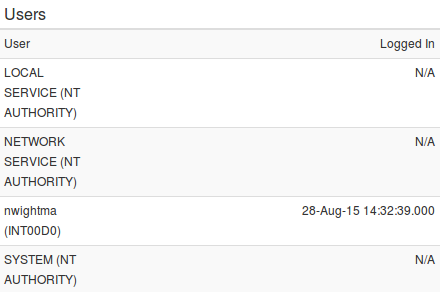 Users
User Logged In
LOCAL N/A
SERVICE (NT
AUTHORITY)
NETWORK N/A
SERVICE (NT
AUTHORITY)
nwightma 28-Aug-15 14:32:39.000
(INT00D0)
SYSTEM (NT N/A
AUTHORITY)